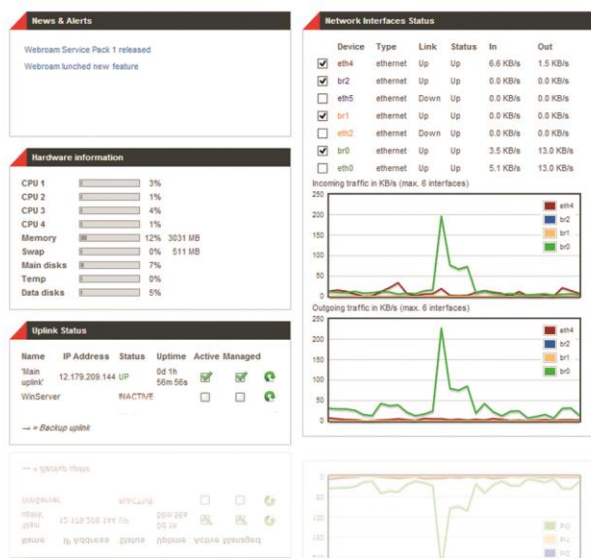 News & Alerts
Webroam Service Pack 1 released
Webroam lunched new feature
Hardware information
CPU 1 3%
CPU 2 1%
CPU 3 4%
CPU 4 1%
Memory 12% 3031 MB
Swap 0% 511 MB
Main disks 7%
Temp 0%
Data disks 5%
Uplink Status
Name IP Address Status Uptime Active Managed
'Main uplink' 12.179.209.144 UP 0d 1h 56m 56s
WinServer INACTIVE
→ = Backup uplink
Network Interfaces Status
Device Type Link Status In Out
eth4 ethernet Up Up 6.6 KB/s 1.5 KB/s
br2 ethernet Up Up 0.0 KB/s 0.0 KB/s
eth5 ethernet Down Up 0.0 KB/s 0.0 KB/s
br1 ethernet Up Up 0.0 KB/s 0.0 KB/s
eth2 ethernet Down Up 0.0 KB/s 0.0 KB/s
br0 ethernet Up Up 3.5 KB/s 13.0 KB/s
eth0 ethernet Up Up 5.1 KB/s 13.0 KB/s
Incoming traffic in KB/s (max. 6 interfaces)
250
200
150
100
50
0
eth4
br2
br1
br0
Outgoing traffic in KB/s (max. 6 interfaces)
250
200
150
100
50
0
eth4
br2
br1
br0